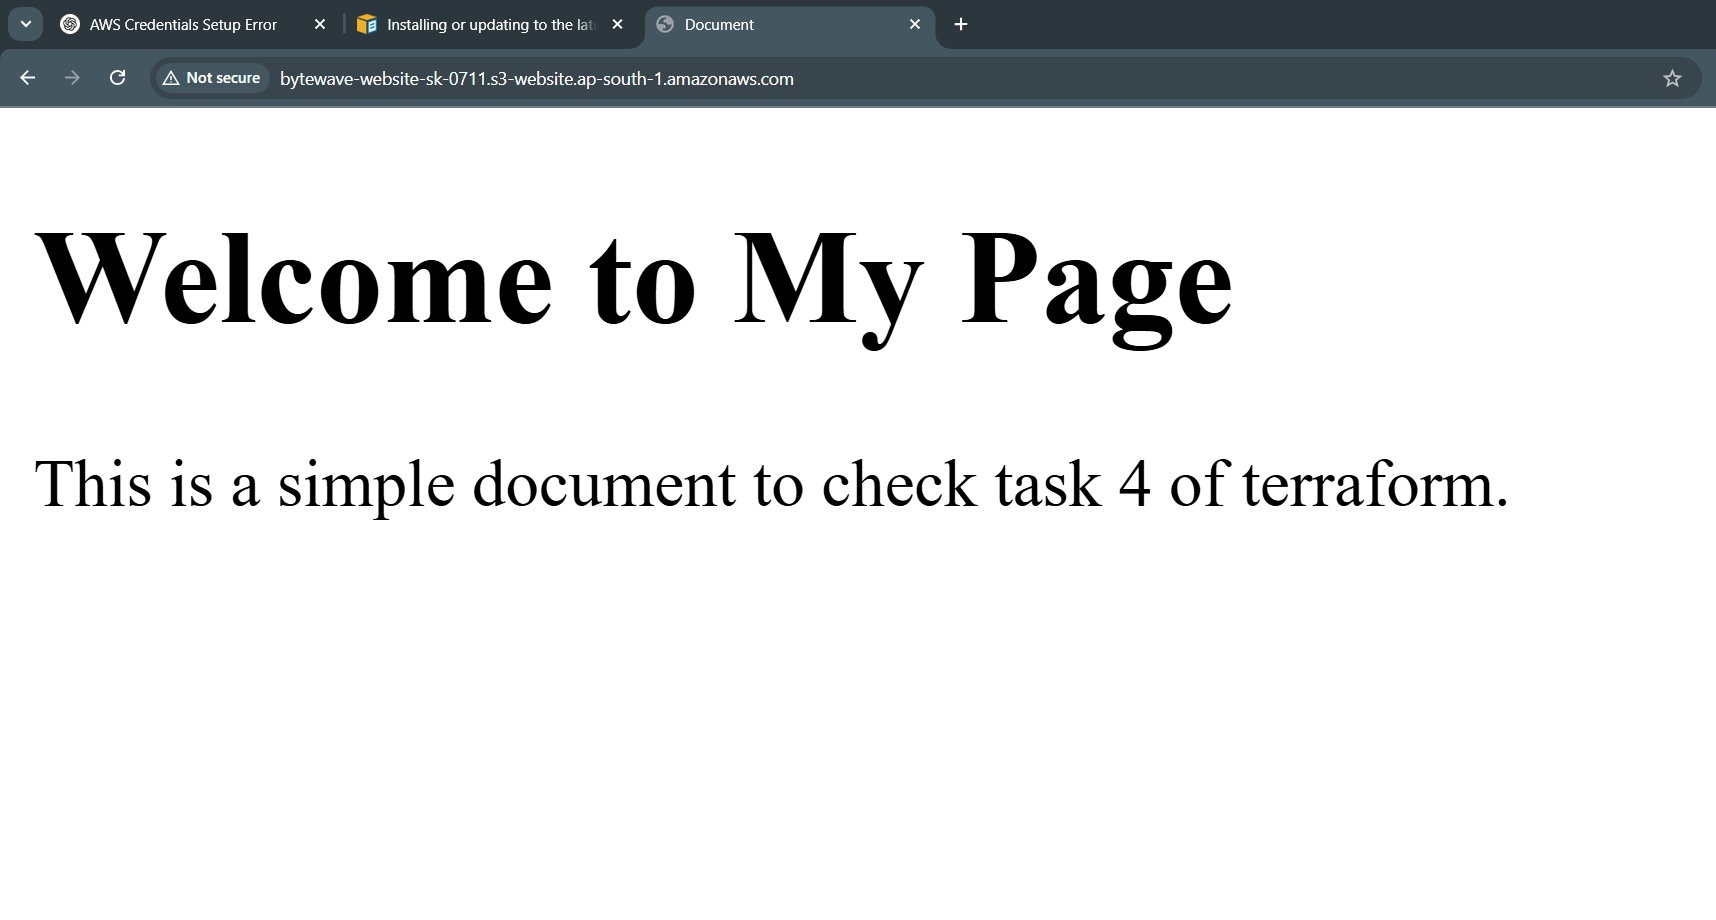 AWS Credentials Setup Error
Installing or updating to the
Document
Not secure
bytewave-website-sk-0711.s3-website.ap-south-1.amazonaws.com
Welcome to My Page
This is a simple document to check task 4 of terraform.